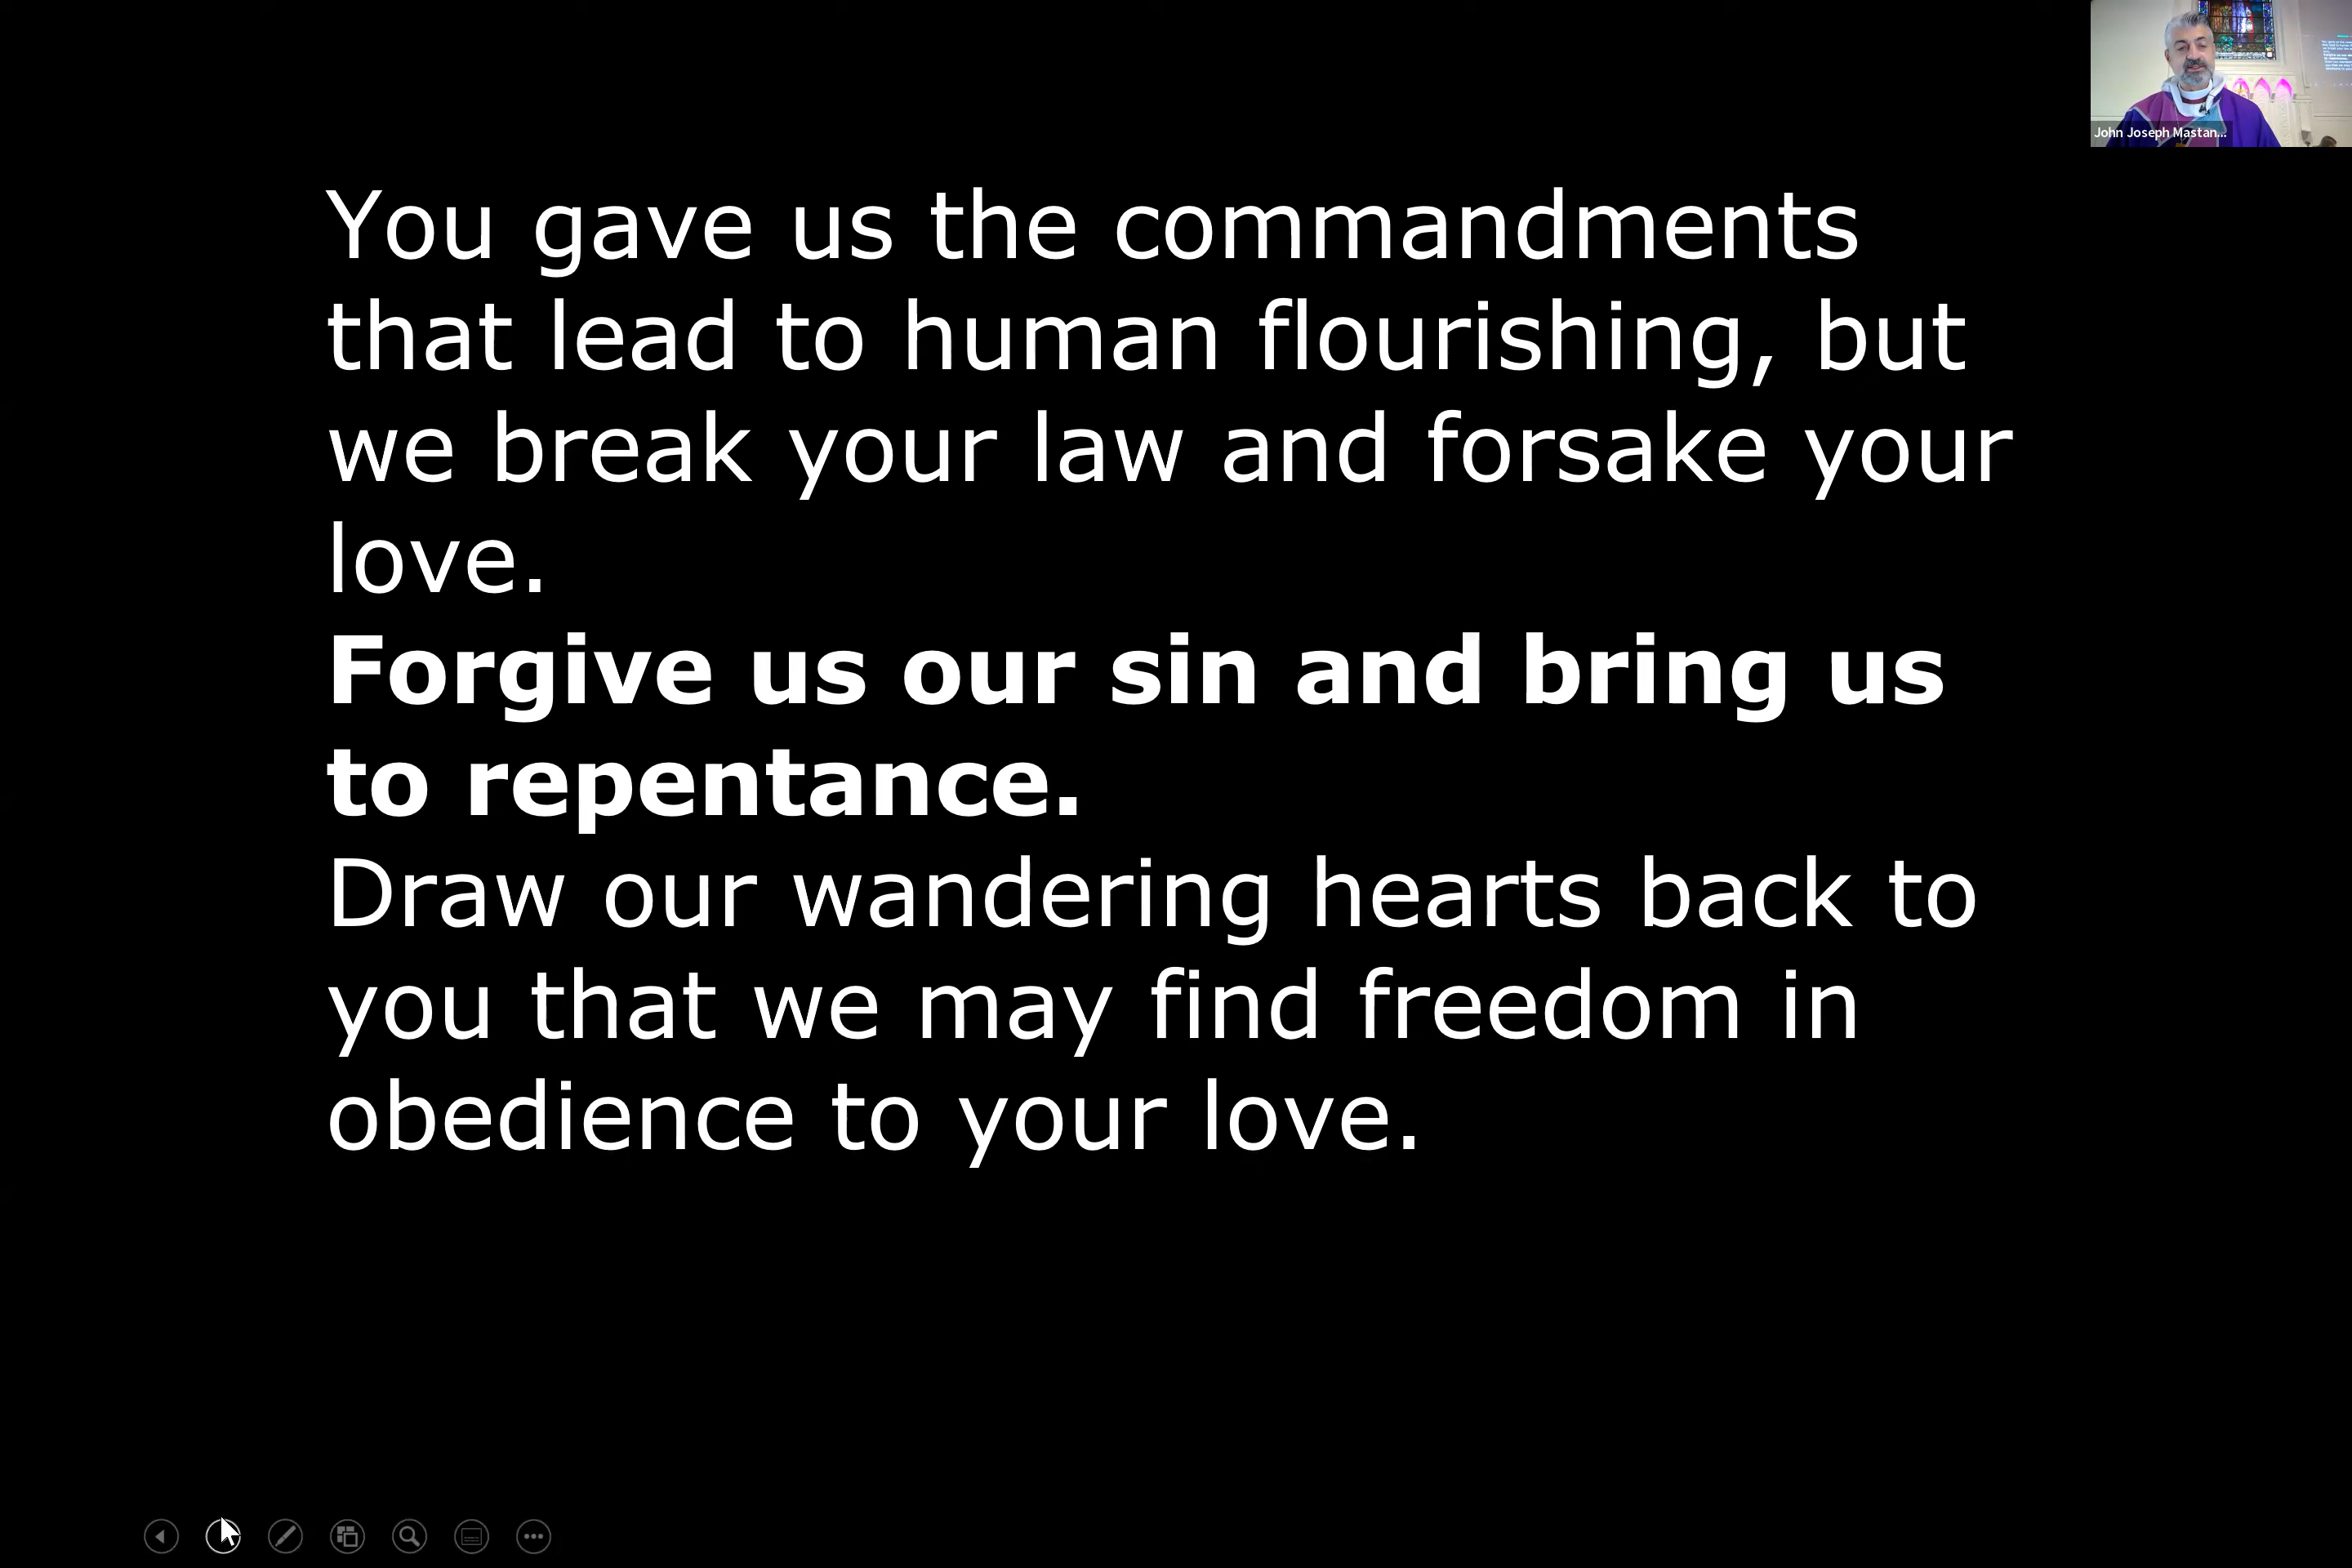 John Joseph Mastan...
You gave us the commandments
that lead to human flourishing, but
we break your law and forsake your
love.
Forgive us our sin and bring us
to repentance.
Draw our wandering hearts back to
you that we may find freedom in
obedience to your love.